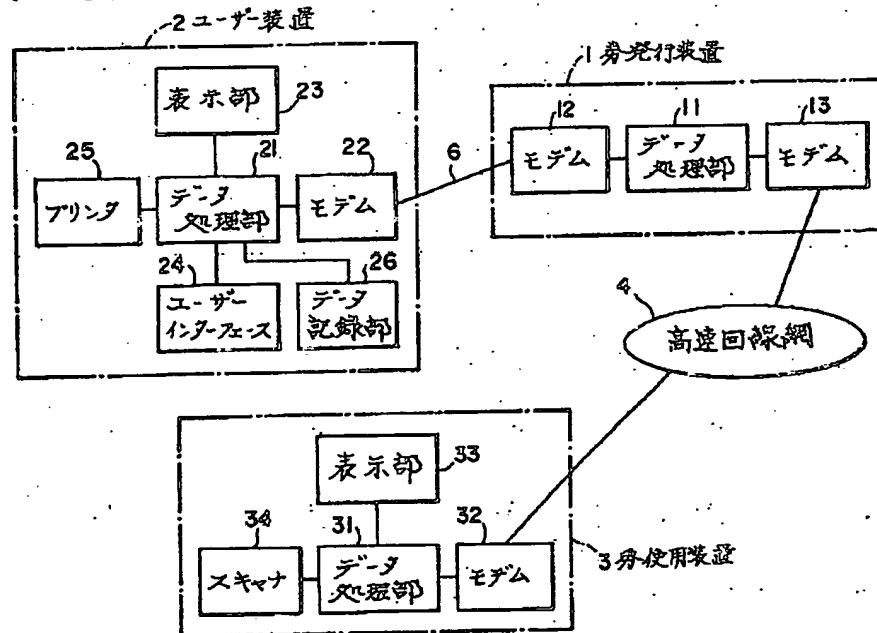 2 ユーザー装置
表示部
23
25
プリンタ
21
データ
処理部
22
モデム
24
ユーザー
インターフェース
26
データ
記録部
6
1 券発行装置
12
モデム
11
データ
処理部
13
モデム
4
高速回線網
表示部
33
34
スキャナ
31
データ
処理部
32
モデム
3 券使用装置